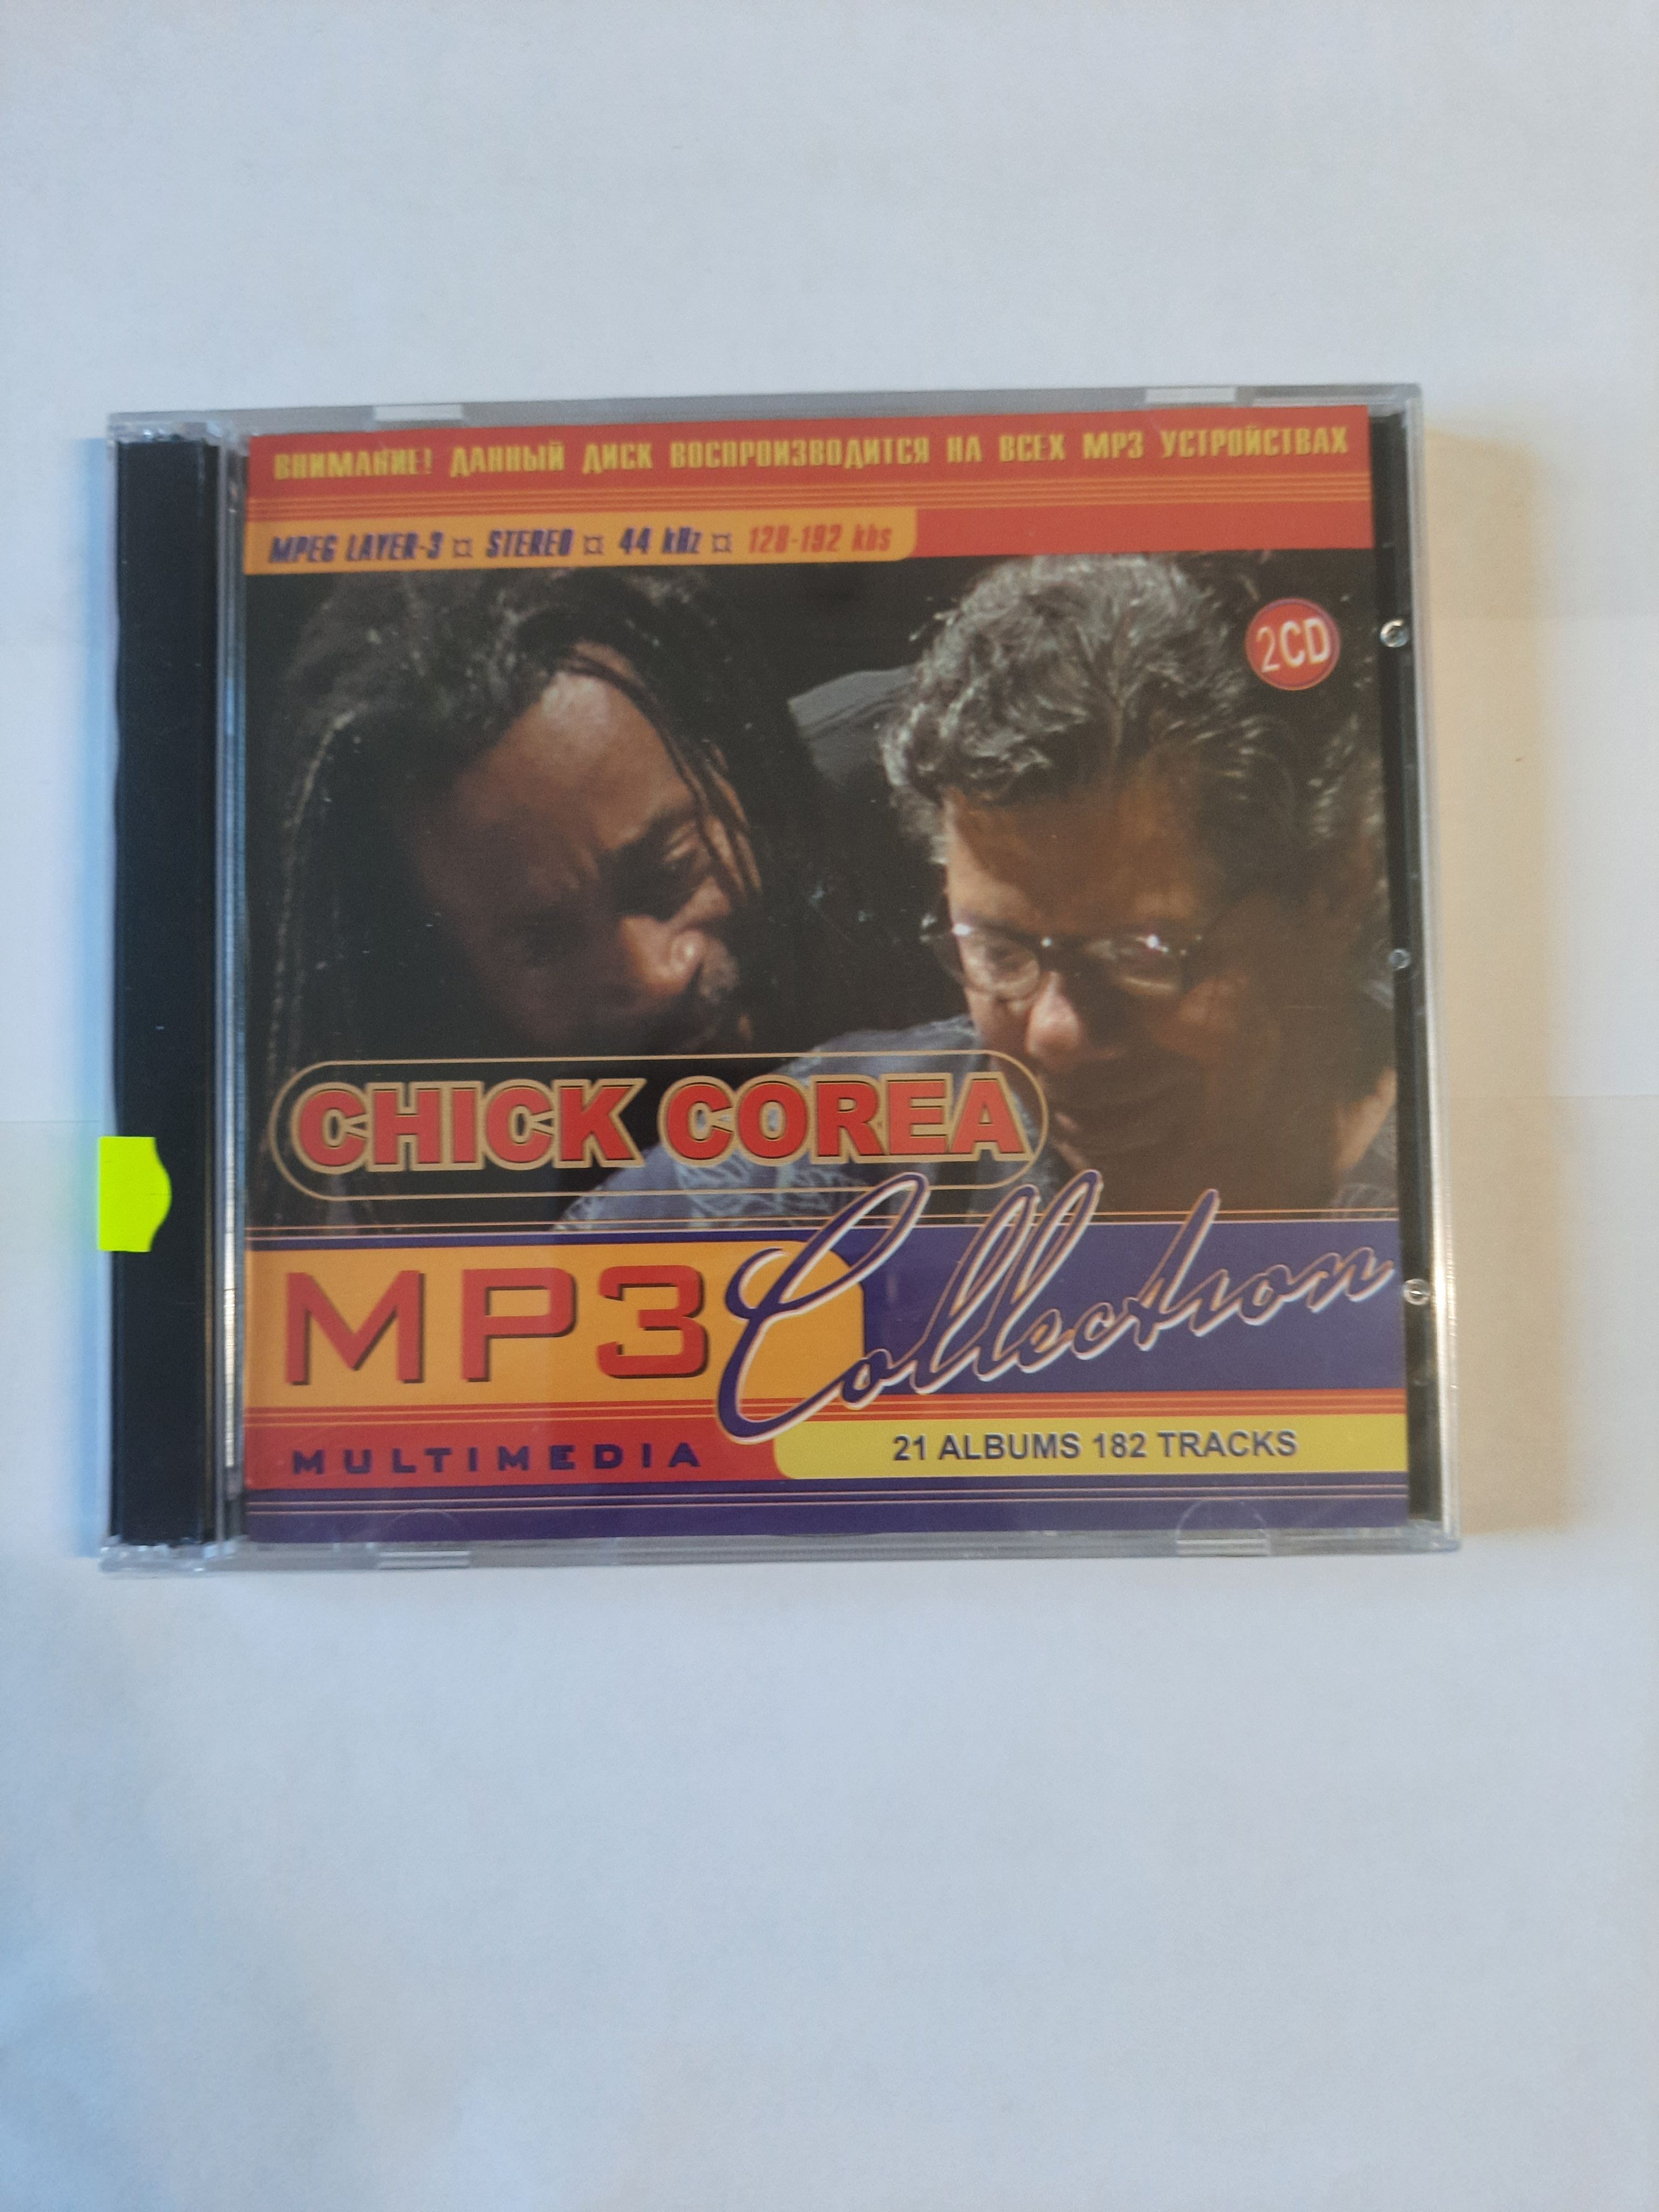 ВНИМАНИЕ! ДАННЫЙ ДИСК ВОСПРОИЗВОДИТСЯ НА ВСЕХ MP3 УСТРОЙСТВАХ
MPEG LAYER-3 ¤ STEREO ¤ 44 kHz ¤ 128-192 kbs
2CD
CHICK COREA
MP3 Collection
MULTIMEDIA
21 ALBUMS 182 TRACKS